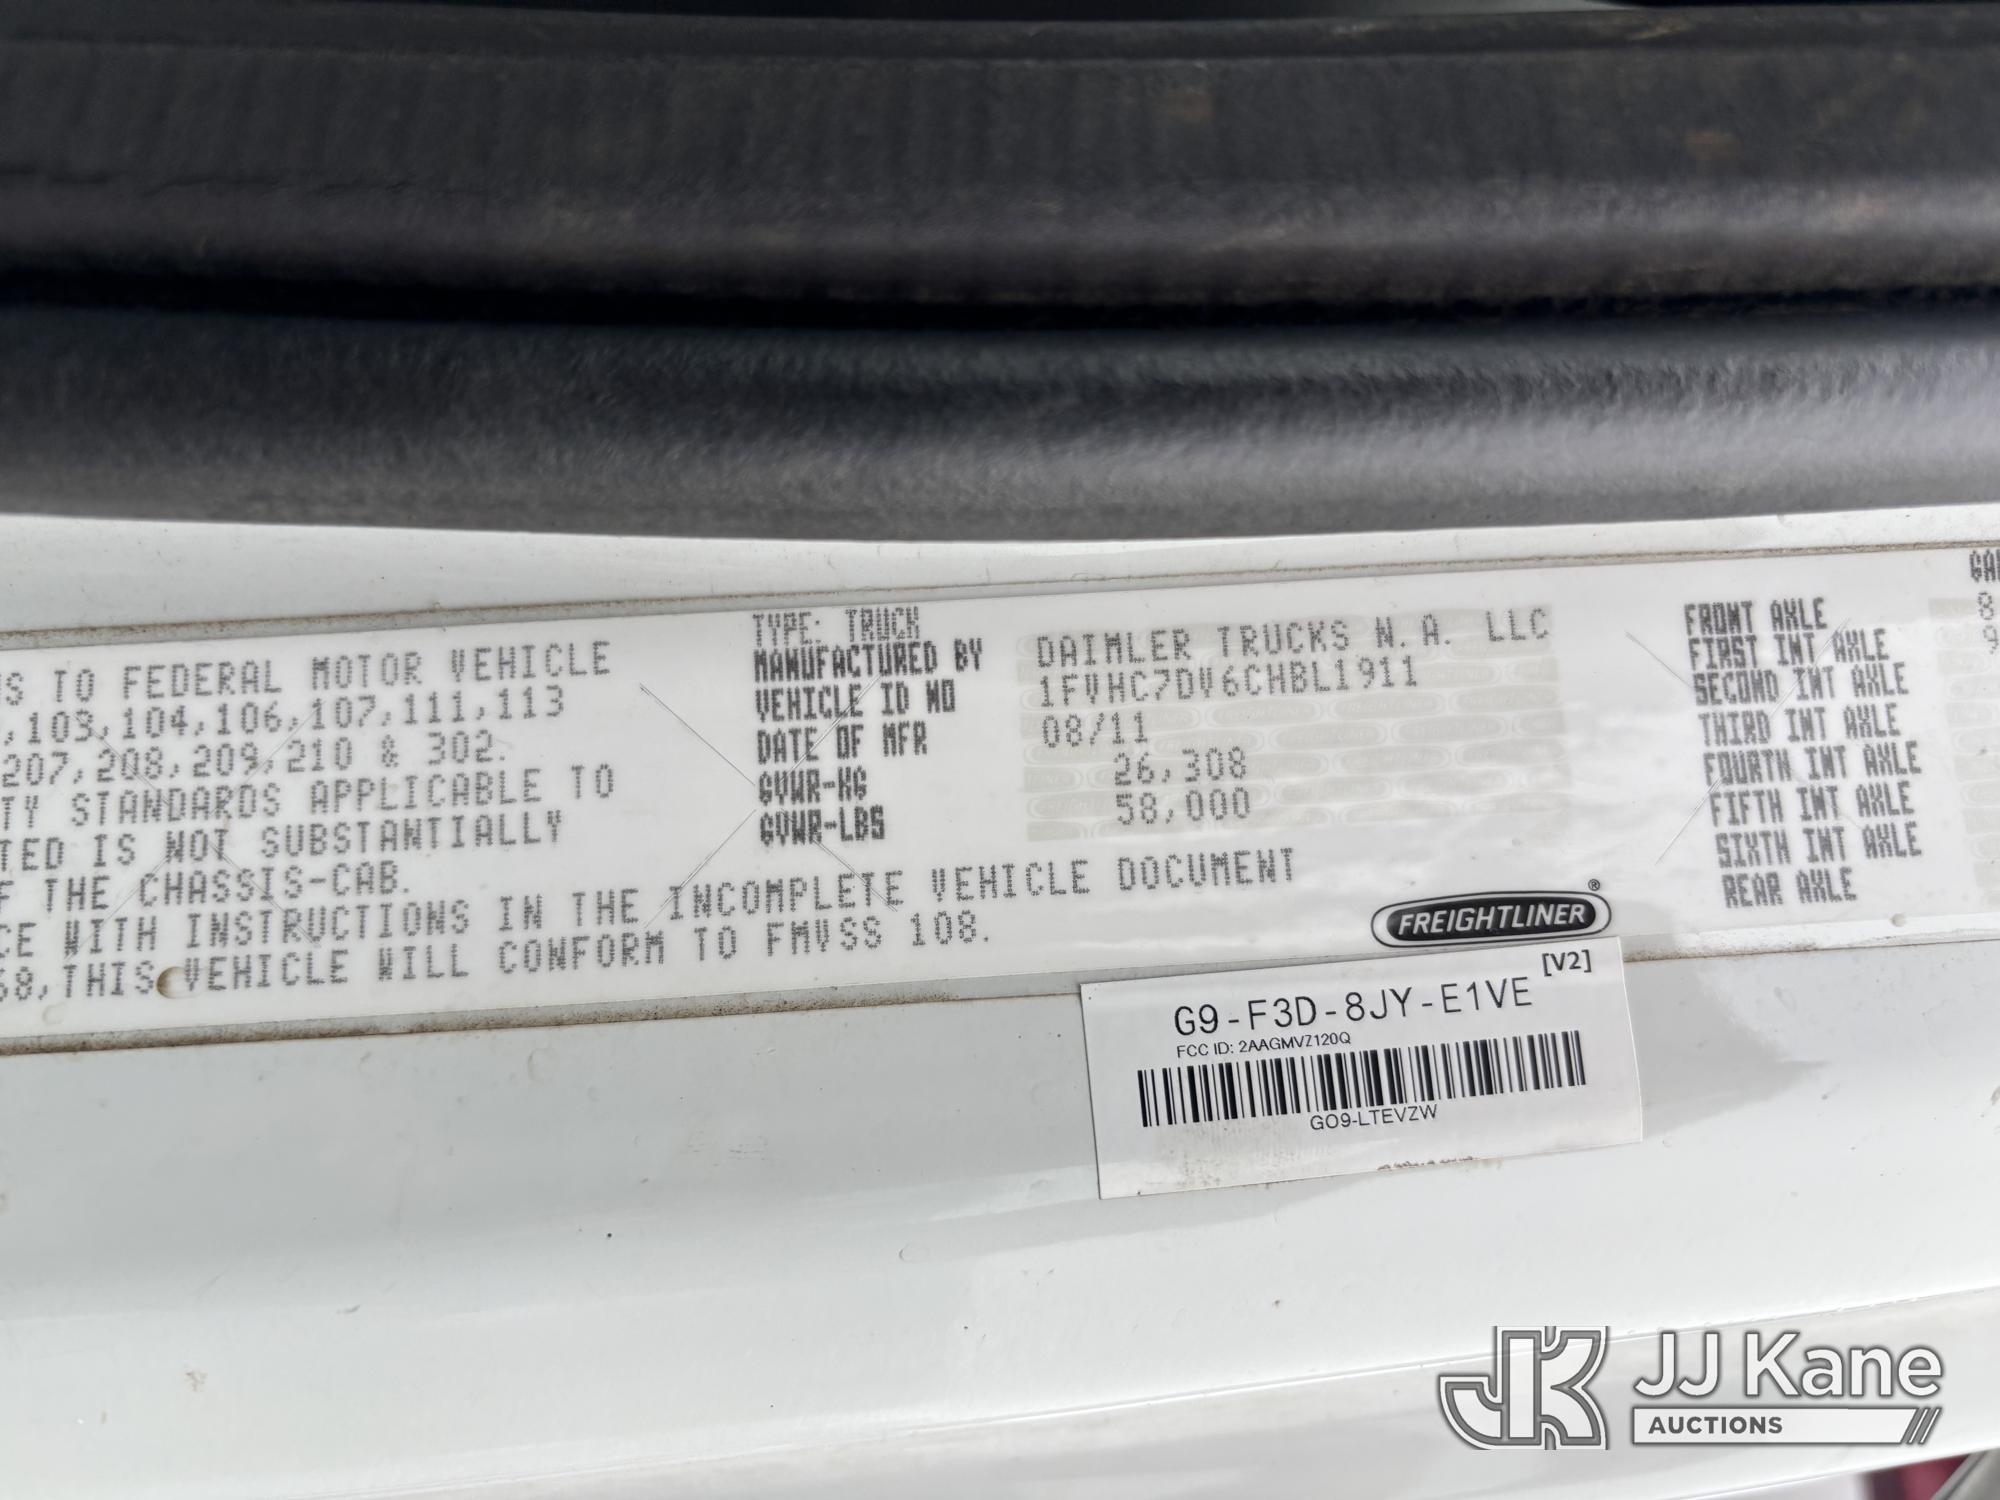 S TO FEDERAL MOTOR VEHICLE
,103,104,106,107,111,113
207,208,209,210 & 302.
TY STANDARDS APPLICABLE TO
TED IS NOT SUBSTANTIALLY
E THE CHASSIS-CAB.
E WITH INSTRUCTIONS IN THE INCOMPLETE VEHICLE DOCUMENT
8,THIS VEHICLE WILL CONFORM TO FMVSS 108.
TYPE: TRUCK
MANUFACTURED BY DAIMLER TRUCKS N.A. LLC
VEHICLE ID NO 1FVHC7DV6CHBL1911
DATE OF MFR 08/11
GVWR-KG 26,308
GVWR-LBS 58,000
FREIGHTLINER®
FRONT AXLE 8
FIRST INT AXLE 9
SECOND INT AXLE
THIRD INT AXLE
FOURTH INT AXLE
FIFTH INT AXLE
SIXTH INT AXLE
REAR AXLE
[V2]
G9-F3D-8JY-E1VE
FCC ID: 2AAGMVZ120Q
GO9-LTEVZW
JJ Kane
AUCTIONS